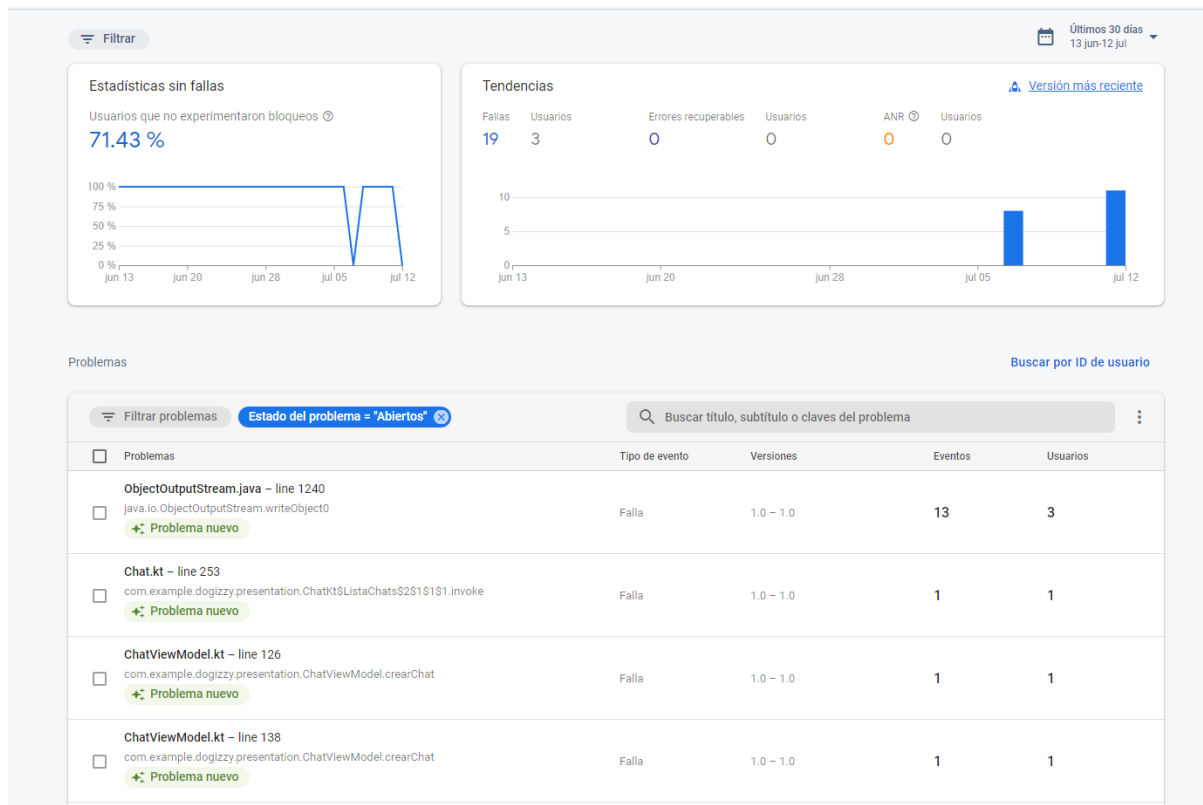 Filtrar
Últimos 30 días
13 jun-12 jul
Estadísticas sin fallas
Usuarios que no experimentaron bloqueos
71.43 %
100 %
75 %
50 %
25 %
0 %
jun 13 jun 20 jun 28 jul 05 jul 12
Tendencias
Versión más reciente
Fallas Usuarios Errores recuperables Usuarios ANR Usuarios
19 3 0 0 0 0
10
5
0
jun 13 jun 20 jun 28 jul 05 jul 12
Problemas
Buscar por ID de usuario
Filtrar problemas Estado del problema = "Abiertos" Buscar título, subtítulo o claves del problema
Problemas Tipo de evento Versiones Eventos Usuarios
ObjectOutputStream.java – line 1240
java.io.ObjectOutputStream.writeObject0
Problema nuevo
Falla 1.0 – 1.0 13 3
Chat.kt – line 253
com.example.dogizzy.presentation.ChatKt$ListaChats$2$1$1$1.invoke
Problema nuevo
Falla 1.0 – 1.0 1 1
ChatViewModel.kt – line 126
com.example.dogizzy.presentation.ChatViewModel.crearChat
Problema nuevo
Falla 1.0 – 1.0 1 1
ChatViewModel.kt – line 138
com.example.dogizzy.presentation.ChatViewModel.crearChat
Problema nuevo
Falla 1.0 – 1.0 1 1